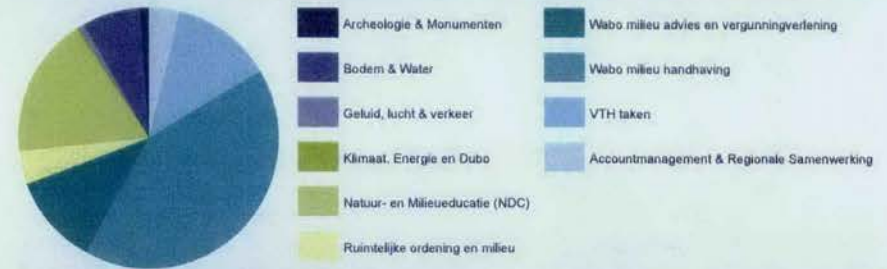 Archeologie & Monumenten
Bodem & Water
Geluid, lucht & verkeer
Klimaat, Energie en Dubo
Natuur- en Milieueducatie (NDC)
Ruimtelijke ordening en milieu
Wabo milieu advies en vergunningverlening
Wabo milieu handhaving
VTH taken
Accountmanagement & Regionale Samenwerking